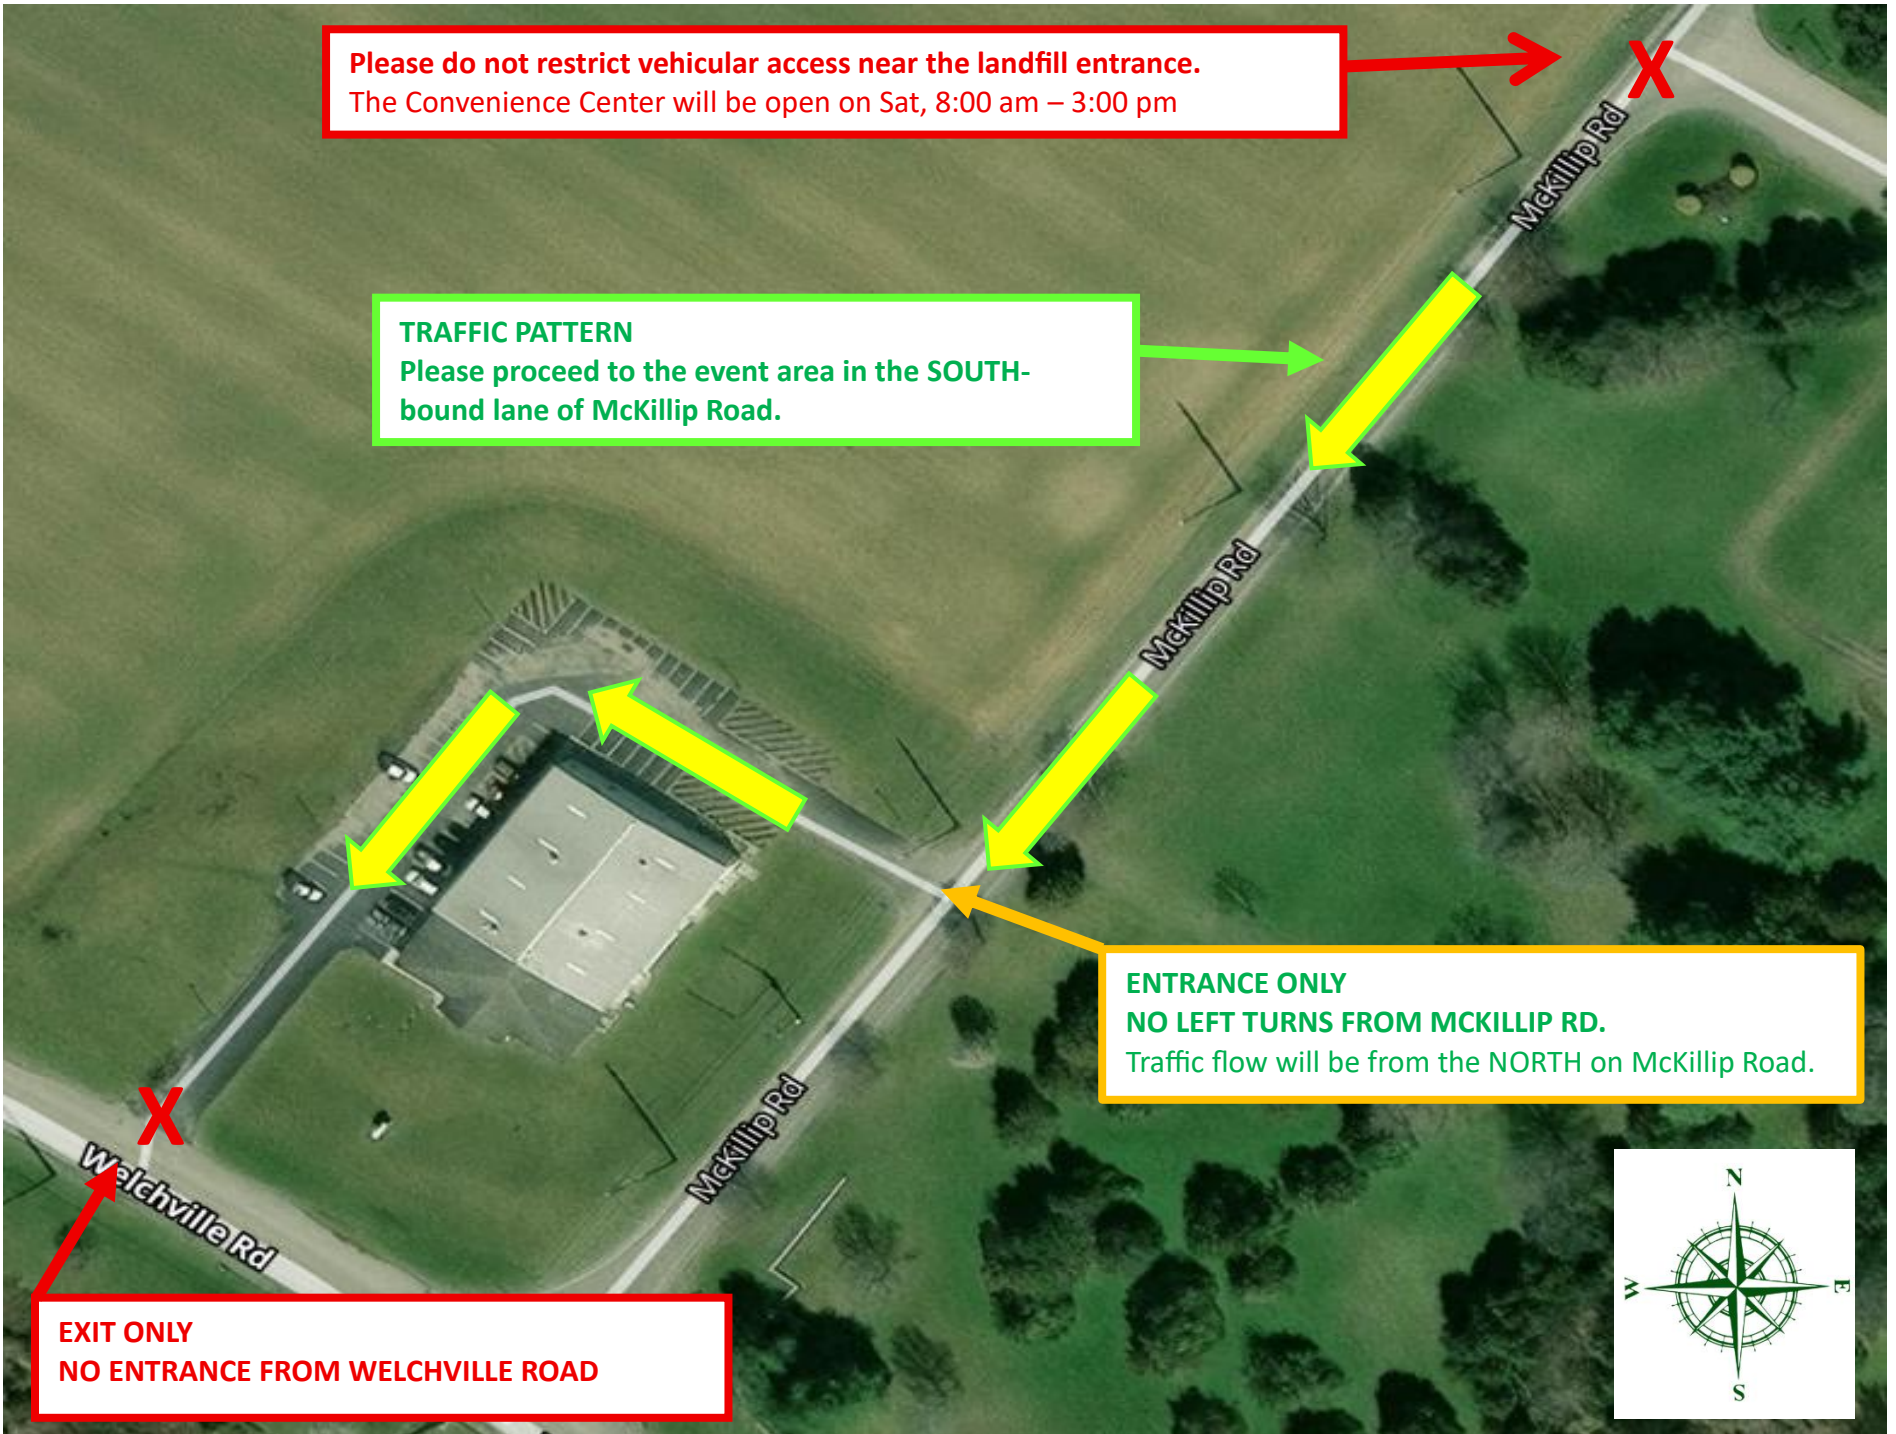 Please do not restrict vehicular access near the landfill entrance.
The Convenience Center will be open on Sat, 8:00 am – 3:00 pm
McKillip Rd
TRAFFIC PATTERN
Please proceed to the event area in the SOUTH-
bound lane of McKillip Road.
McKillip Rd
ENTRANCE ONLY
NO LEFT TURNS FROM MCKILLIP RD.
Traffic flow will be from the NORTH on McKillip Road.
McKillip Rd
Welchville Rd
EXIT ONLY
NO ENTRANCE FROM WELCHVILLE ROAD
N
W
E
S
X
X